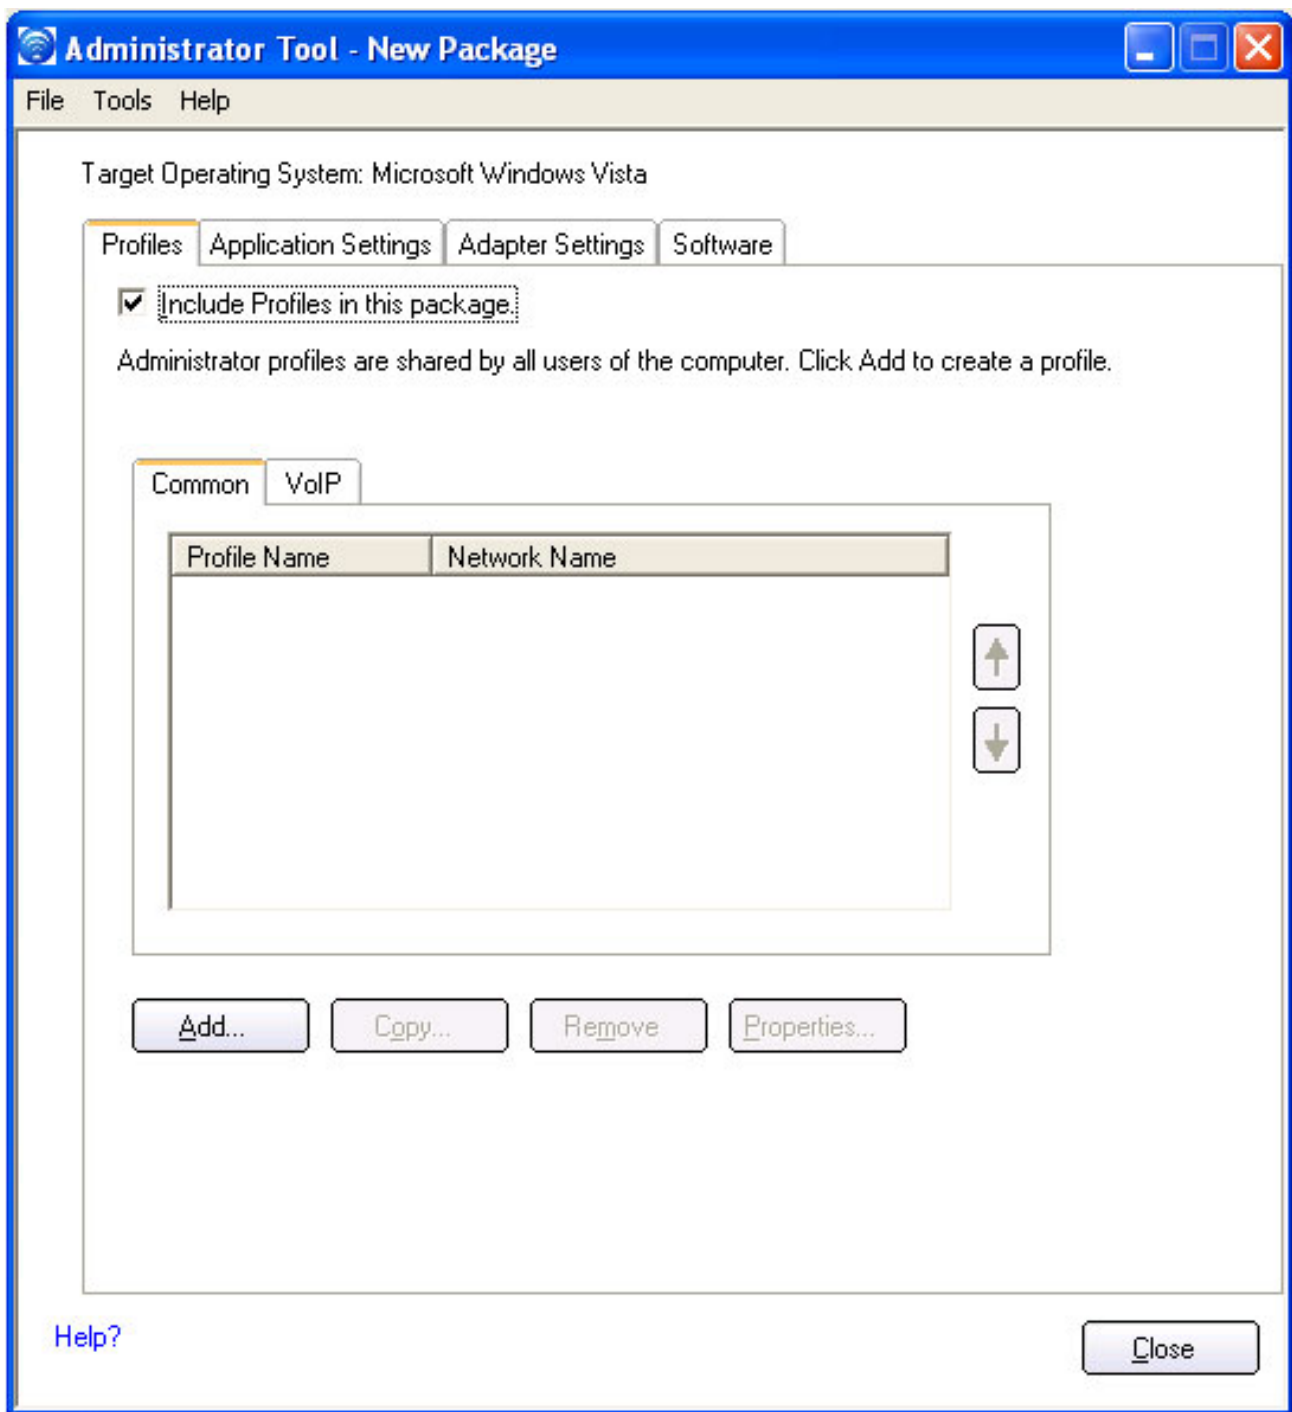 Administrator Tool - New Package
File Tools Help
Target Operating System: Microsoft Windows Vista
Profiles Application Settings Adapter Settings Software
Include Profiles in this package.
Administrator profiles are shared by all users of the computer. Click Add to create a profile.
Common VoIP
Profile Name Network Name
Add... Copy... Remove Properties...
Help?
Close